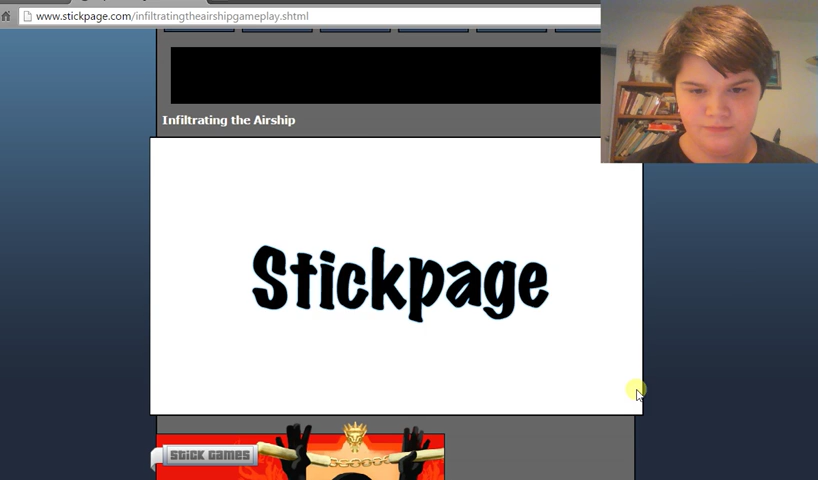 www.stickpage.com/infiltratingtheairshipgameplay.shtml
Infiltrating the Airship
Stickpage
STICK GAMES